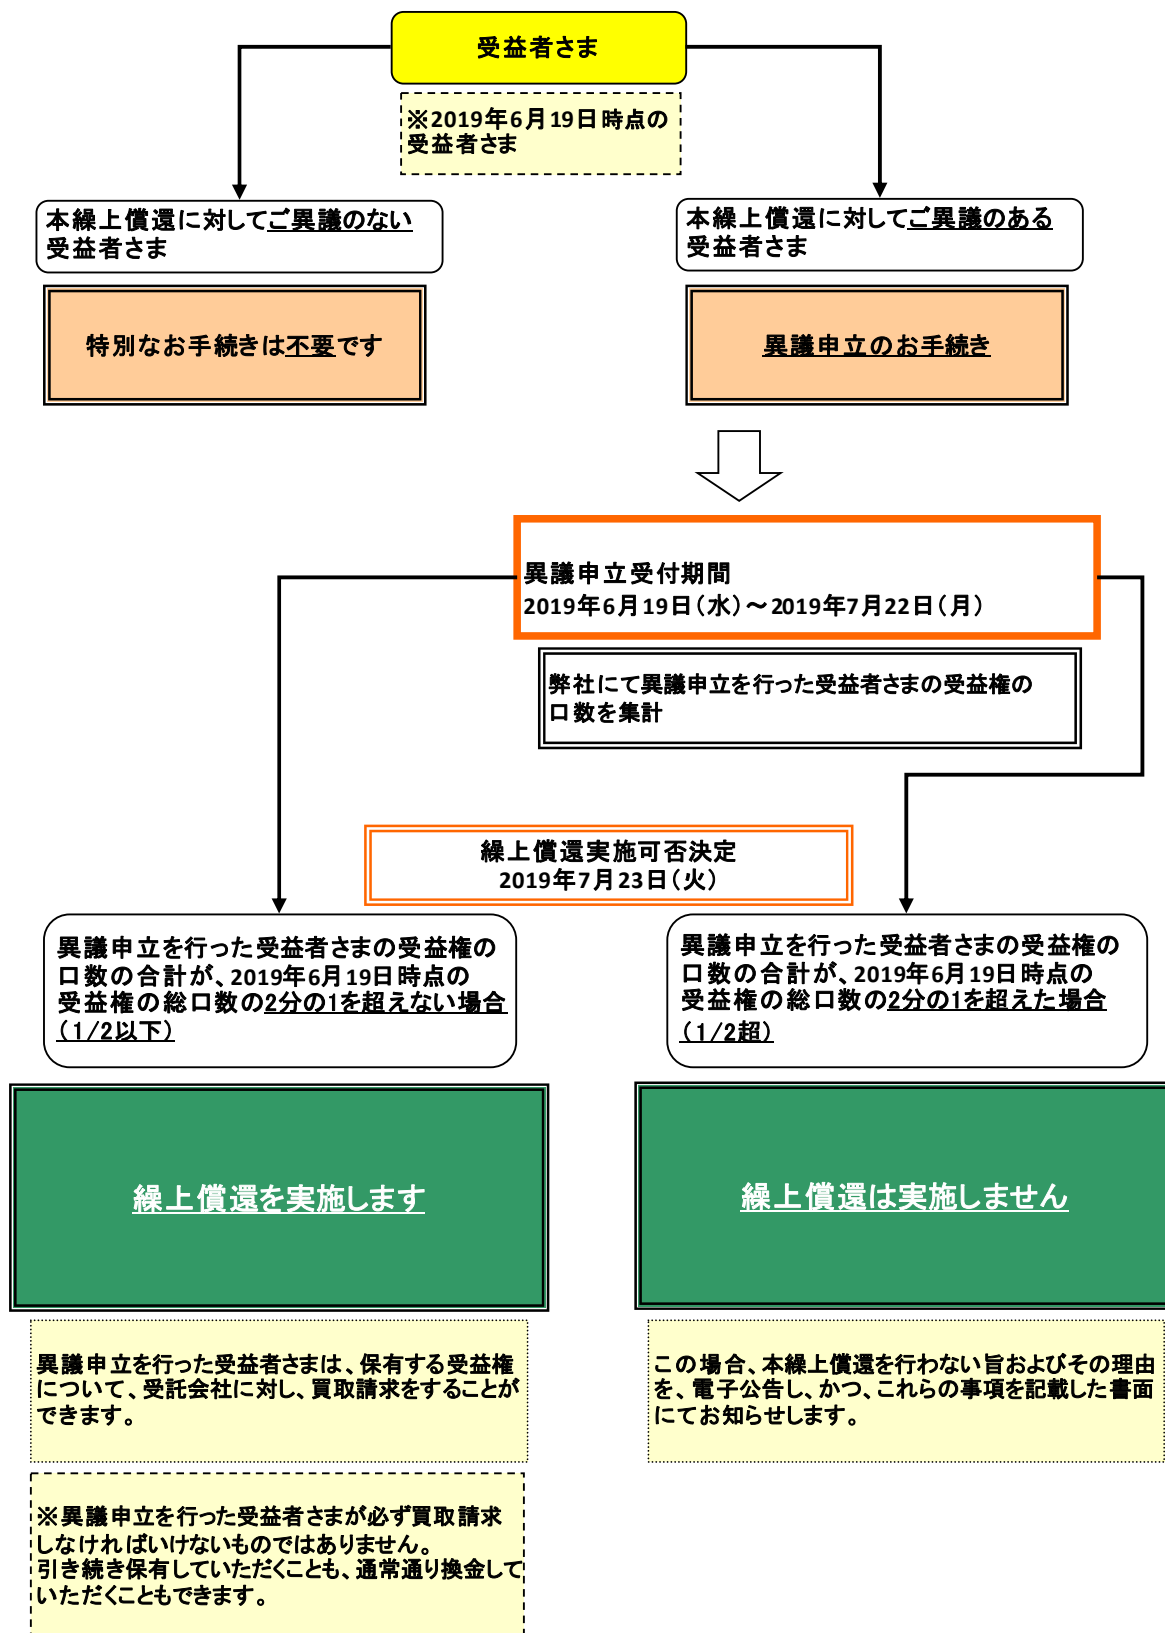 受益者さま
※2019年6月19日時点の
受益者さま
本繰上償還に対してご異議のない
受益者さま
本繰上償還に対してご異議のある
受益者さま
特別なお手続きは不要です
異議申立のお手続き
異議申立受付期間
2019年6月19日（水）～2019年7月22日（月）
弊社にて異議申立を行った受益者さまの受益権の
口数を集計
繰上償還実施可否決定
2019年7月23日（火）
異議申立を行った受益者さまの受益権の
口数の合計が、2019年6月19日時点の
受益権の総口数の2分の1を超えない場合
（1/2以下）
異議申立を行った受益者さまの受益権の
口数の合計が、2019年6月19日時点の
受益権の総口数の2分の1を超えた場合
（1/2超）
繰上償還を実施します
繰上償還は実施しません
異議申立を行った受益者さまは、保有する受益権
について、受託会社に対し、買取請求をすることが
できます。
この場合、本繰上償還を行わない旨およびその理由
を、電子公告し、かつ、これらの事項を記載した書面
にてお知らせします。
※異議申立を行った受益者さまが必ず買取請求
しなければいけないものではありません。
引き続き保有していただくことも、通常通り換金して
いただくこともできます。